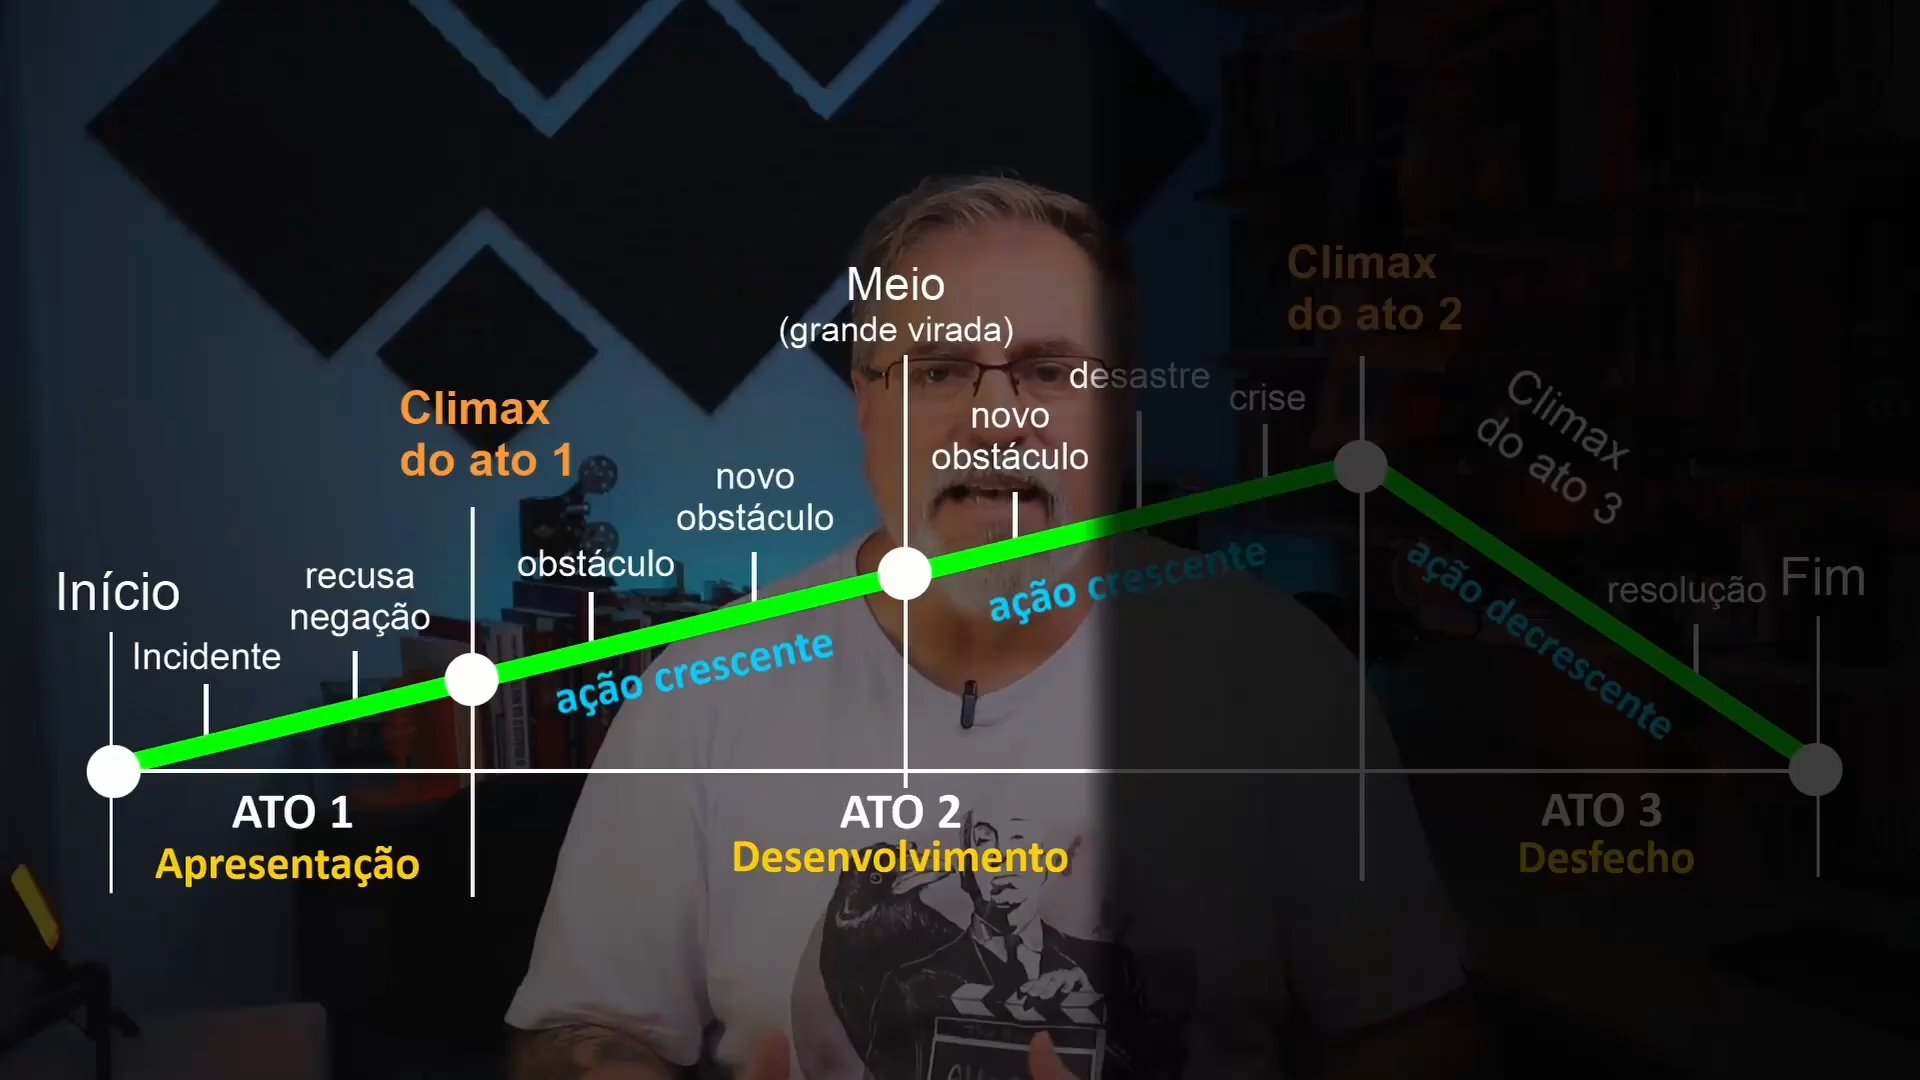 Início
Incidente
recusa
negação
Climax
do ato 1
obstáculo
novo
obstáculo
Meio
(grande virada)
novo
obstáculo
desastre
crise
Climax
do ato 2
Climax
do ato 3
resolução
Fim
ação crescente
ação crescente
ação decrescente
ATO 1
Apresentação
ATO 2
Desenvolvimento
ATO 3
Desfecho